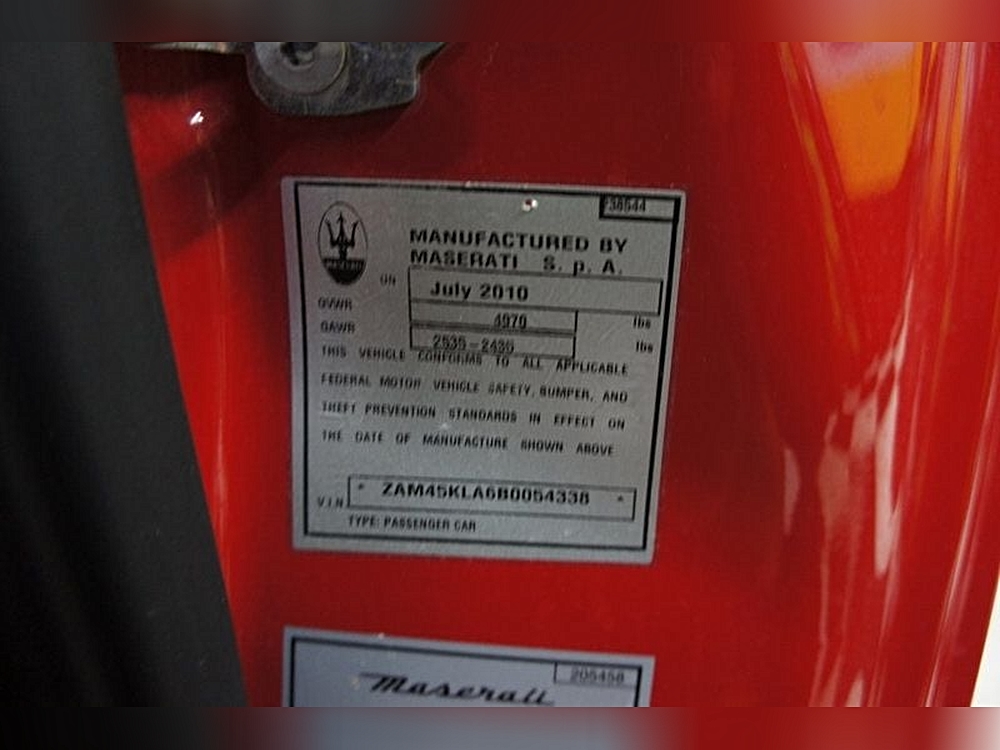 38544
MASERATI
MANUFACTURED BY
MASERATI S. p. A.
ON July 2010
GVWR 4970 lbs
GAWR 2535 - 2435 lbs
THIS VEHICLE CONFORMS TO ALL APPLICABLE
FEDERAL MOTOR VEHICLE SAFETY, BUMPER, AND
THEFT PREVENTION STANDARDS IN EFFECT ON
THE DATE OF MANUFACTURE SHOWN ABOVE
V I N * ZAM45KLA6B0054338 *
TYPE: PASSENGER CAR
205458
Maserati